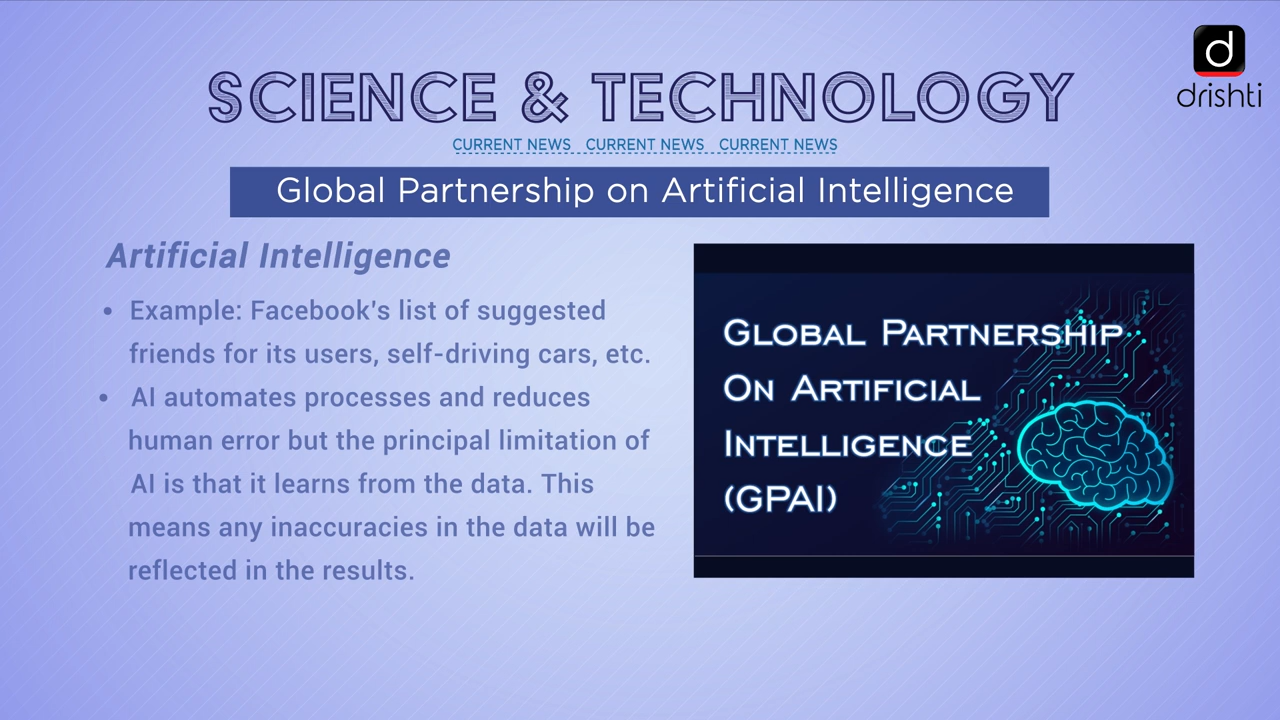 d
drishti
SCIENCE & TECHNOLOGY
CURRENT NEWS CURRENT NEWS CURRENT NEWS
Global Partnership on Artificial Intelligence
Artificial Intelligence
• Example: Facebook's list of suggested
friends for its users, self-driving cars, etc.
• AI automates processes and reduces
human error but the principal limitation of
AI is that it learns from the data. This
means any inaccuracies in the data will be
reflected in the results.
GLOBAL PARTNERSHIP
ON ARTIFICIAL
INTELLIGENCE
(GPAI)